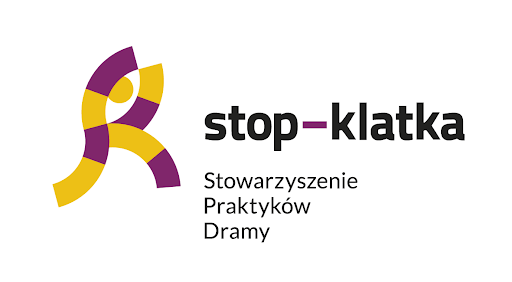 stop-klatka
Stowarzyszenie
Praktyków
Dramy